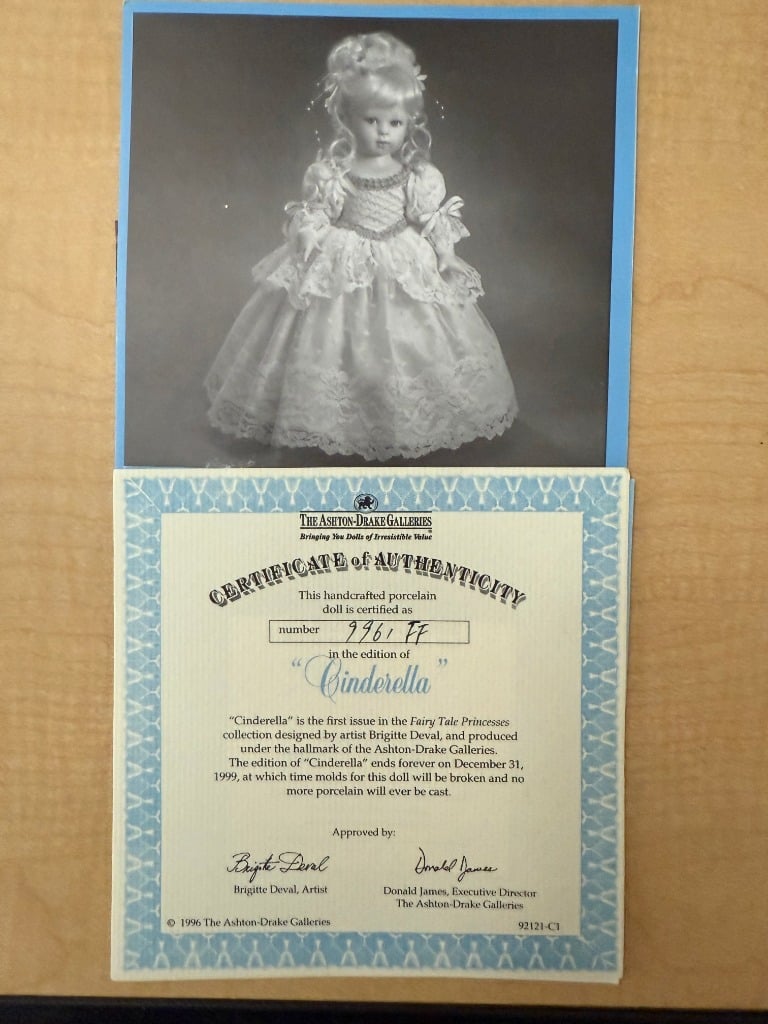 THE ASHTON-DRAKE GALLERIES
Bringing You Dolls of Irresistible Value
CERTIFICATE of AUTHENTICITY
This handcrafted porcelain
doll is certified as
number 9961 FF
in the edition of
"Cinderella"
"Cinderella" is the first issue in the Fairy Tale Princesses
collection designed by artist Brigitte Deval, and produced
under the hallmark of the Ashton-Drake Galleries.
The edition of "Cinderella" ends forever on December 31,
1999, at which time molds for this doll will be broken and no
more porcelain will ever be cast.
Approved by:
Brigitte Deval Donald James
Brigitte Deval, Artist
Donald James, Executive Director
The Ashton-Drake Galleries
© 1996 The Ashton-Drake Galleries
92121-C1